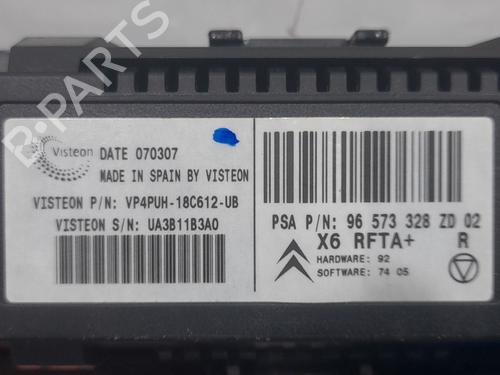 B-PARTS
Visteon
DATE 070307
MADE IN SPAIN BY VISTEON
VISTEON P/N: VP4PUH-18C612-UB
VISTEON S/N: UA3B11B3A0
PSA P/N: 96 573 328 ZD 02
X6 RFTA+ R
HARDWARE: 92
SOFTWARE: 74 05